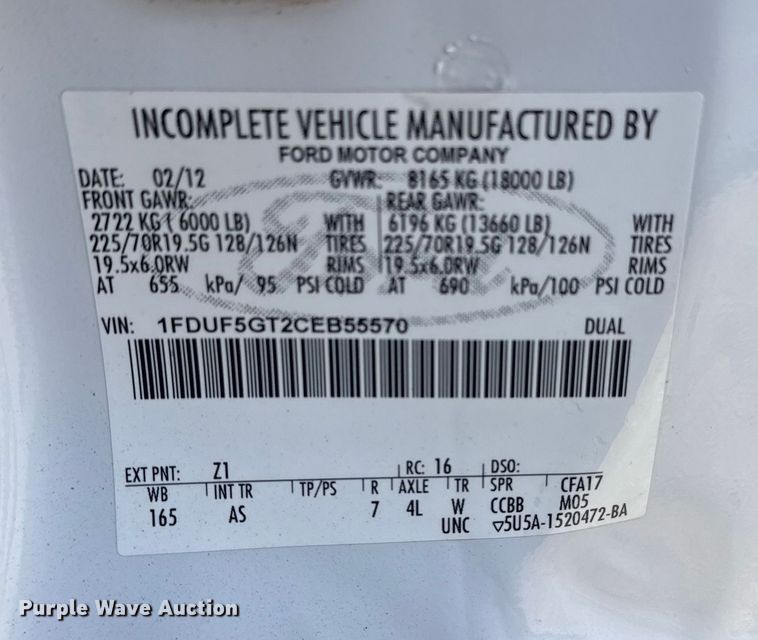 INCOMPLETE VEHICLE MANUFACTURED BY
FORD MOTOR COMPANY
DATE: 02/12 GVWR: 8165 KG (18000 LB)
FRONT GAWR: REAR GAWR:
2722 KG ( 6000 LB) WITH 6196 KG (13660 LB) WITH
225/70R19.5G 128/126N TIRES 225/70R19.5G 128/126N TIRES
19.5x6.0RW RIMS 19.5x6.0RW RIMS
AT 655 kPa/ 95 PSI COLD AT 690 kPa/100 PSI COLD
VIN: 1FDUF5GT2CEB55570 DUAL
EXT PNT: Z1 RC: 16 DSO:
WB INT TR TP/PS R AXLE TR SPR CFA17
165 AS 7 4L W CCBB M05
UNC ▽5U5A-1520472-BA
Purple Wave Auction